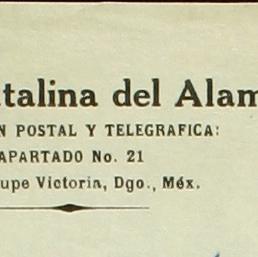 talina del Alam
N POSTAL Y TELEGRAFICA:
APARTADO No. 21
upe Victoria, Dgo., Méx.